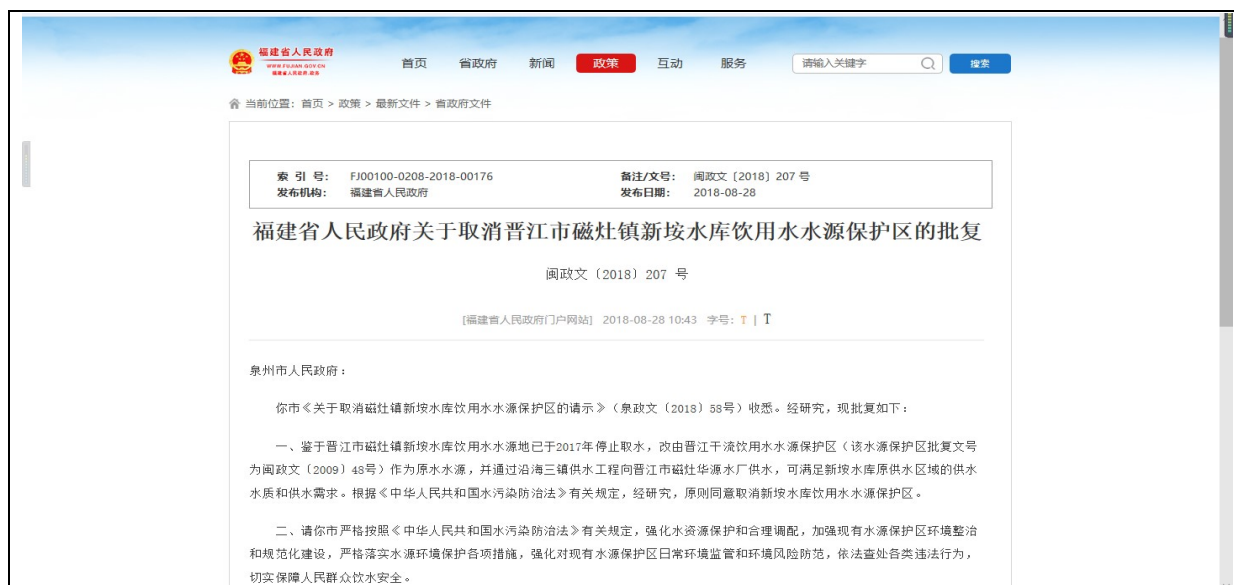 福建省人民政府
WWW.FUJIAN.GOV.CN
首页 省政府 新闻 政策 互动 服务 请输入关键字 搜索
当前位置：首页 > 政策 > 最新文件 > 省政府文件
索 引 号： FJ00100-0208-2018-00176 备注/文号： 闽政文〔2018〕207 号
发布机构： 福建省人民政府 发布日期： 2018-08-28
福建省人民政府关于取消晋江市磁灶镇新垵水库饮用水水源保护区的批复
闽政文〔2018〕207 号
[福建省人民政府门户网站] 2018-08-28 10:43 字号：T | T
泉州市人民政府：
你市《关于取消磁灶镇新垵水库饮用水水源保护区的请示》（泉政文〔2018〕58号）收悉。经研究，现批复如下：
一、鉴于晋江市磁灶镇新垵水库饮用水水源地已于2017年停止取水，改由晋江干流饮用水水源保护区（该水源保护区批复文号
为闽政文〔2009〕48号）作为原水水源，并通过沿海三镇供水工程向晋江市磁灶华源水厂供水，可满足新垵水库原供水区域的供水
水质和供水需求。根据《中华人民共和国水污染防治法》有关规定，经研究，原则同意取消新垵水库饮用水水源保护区。
二、请你市严格按照《中华人民共和国水污染防治法》有关规定，强化水资源保护和合理调配，加强现有水源保护区环境整治
和规范化建设，严格落实水源环境保护各项措施，强化对现有水源保护区日常环境监管和环境风险防范，依法查处各类违法行为，
切实保障人民群众饮水安全。